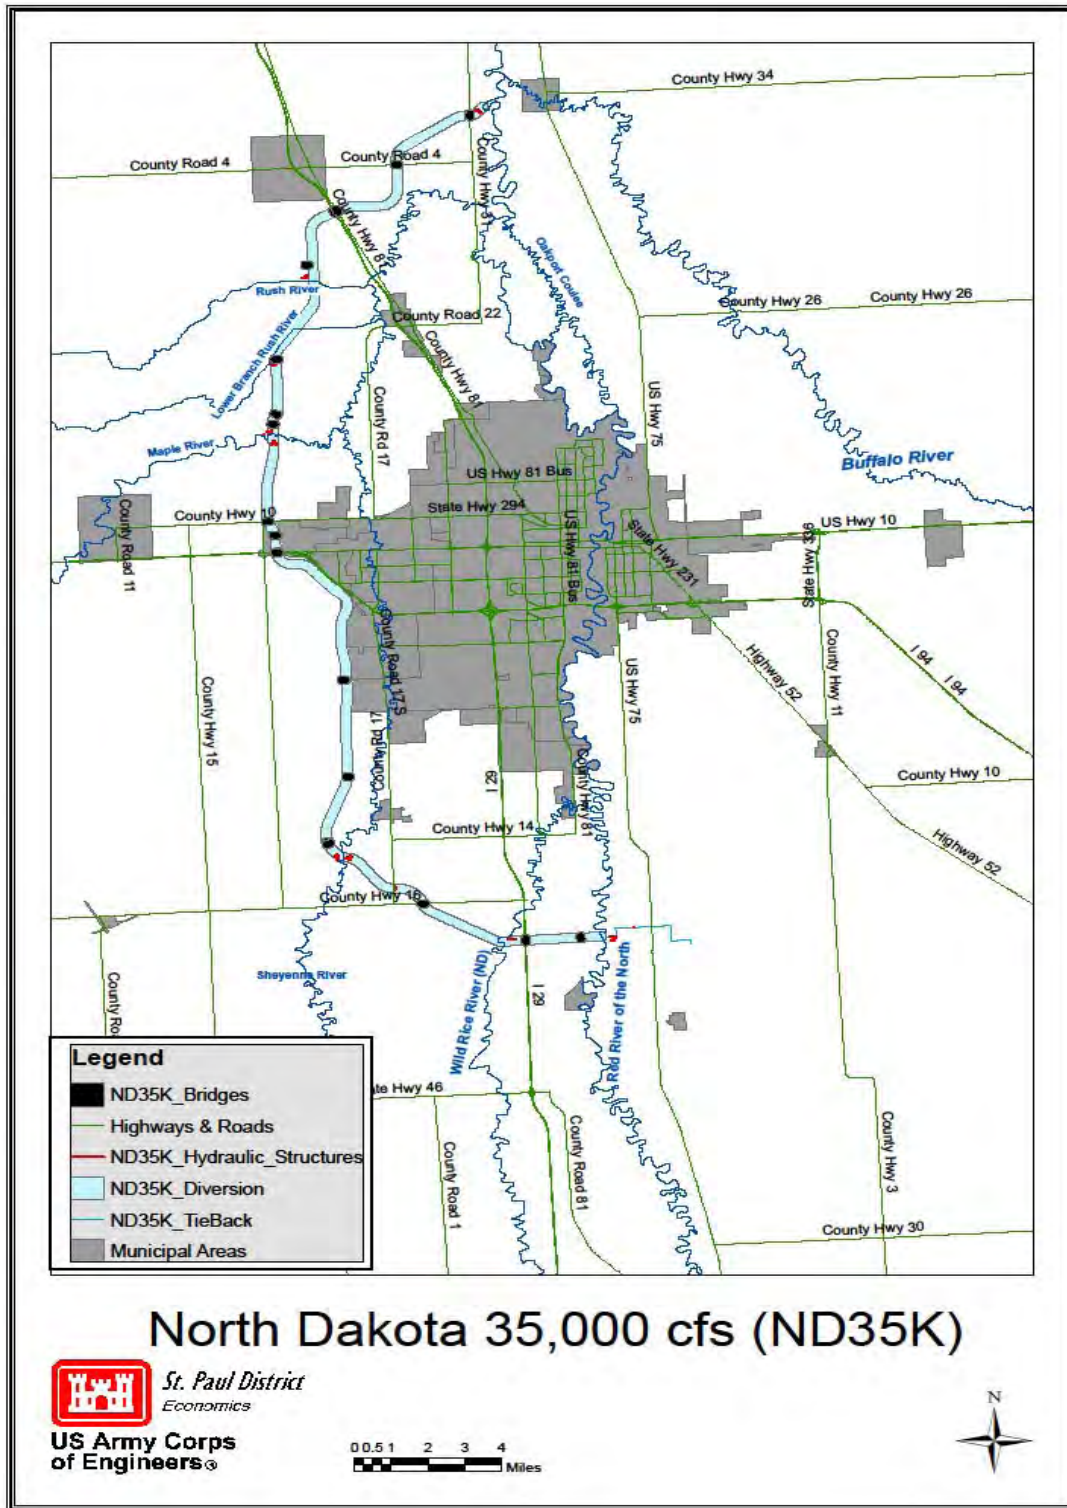 County Hwy 34
County Road 4
County Road 4
County Hwy 31
County Hwy 81
Oakport Coulee
Rush River
County Hwy 26
County Hwy 26
County Road 22
Lower Branch Rush River
County Hwy 81
US Hwy 75
County Rd 17
Maple River
Buffalo River
US Hwy 81 Bus
State Hwy 294
County Hwy 10
County Road 11
US Hwy 81 Bus
State Hwy 231
US Hwy 10
State Hwy 336
County Road 17 S
Highway 52
County Hwy 11
I 94
I 94
US Hwy 75
County Hwy 15
County Rd 17
I 29
County Hwy 81
County Hwy 10
County Hwy 14
Highway 52
County Hwy 16
Sheyenne River
Wild Rice River (ND)
Red River of the North
I 29
County Roa
ate Hwy 46
County Road 1
County Road 81
County Hwy 3
County Hwy 30
Legend
ND35K_Bridges
Highways & Roads
ND35K_Hydraulic_Structures
ND35K_Diversion
ND35K_TieBack
Municipal Areas
North Dakota 35,000 cfs (ND35K)
St. Paul District
Economics
US Army Corps
of Engineers®
N
0 0.5 1 2 3 4
Miles